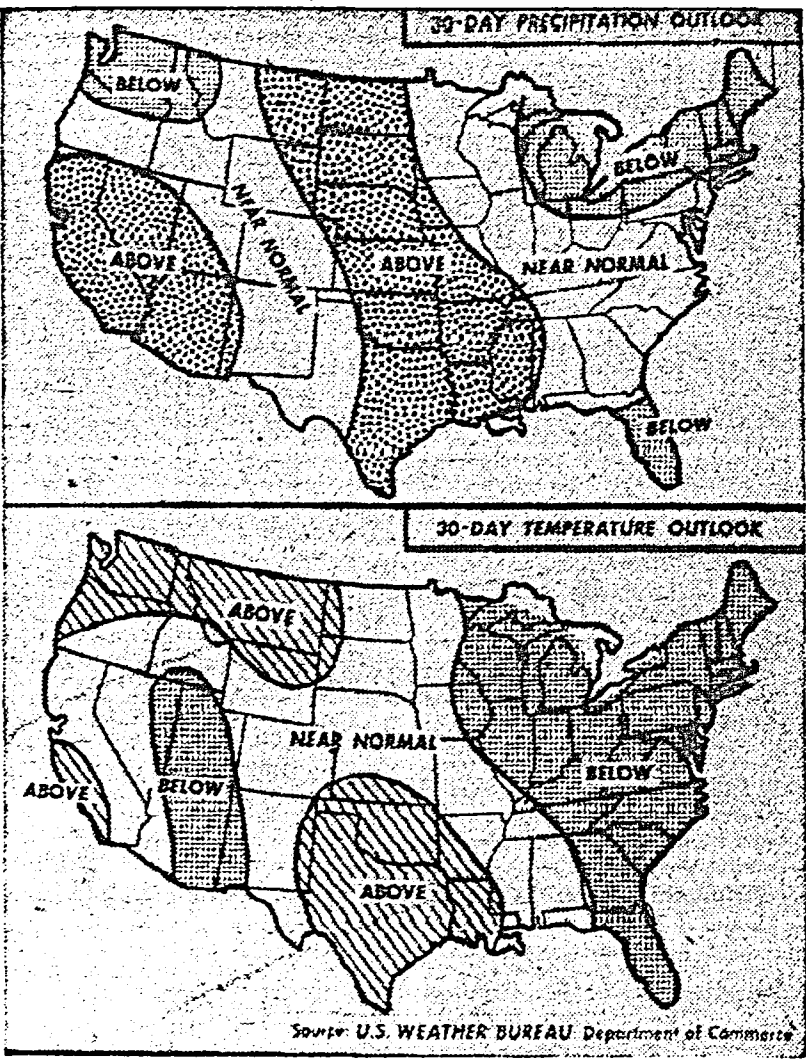 30-DAY PRECIPITATION OUTLOOK
BELOW
BELOW
NEAR NORMAL
ABOVE
ABOVE
NEAR NORMAL
BELOW
30-DAY TEMPERATURE OUTLOOK
ABOVE
NEAR NORMAL
ABOVE
BELOW
BELOW
ABOVE
Source: U.S. WEATHER BUREAU Department of Commerce